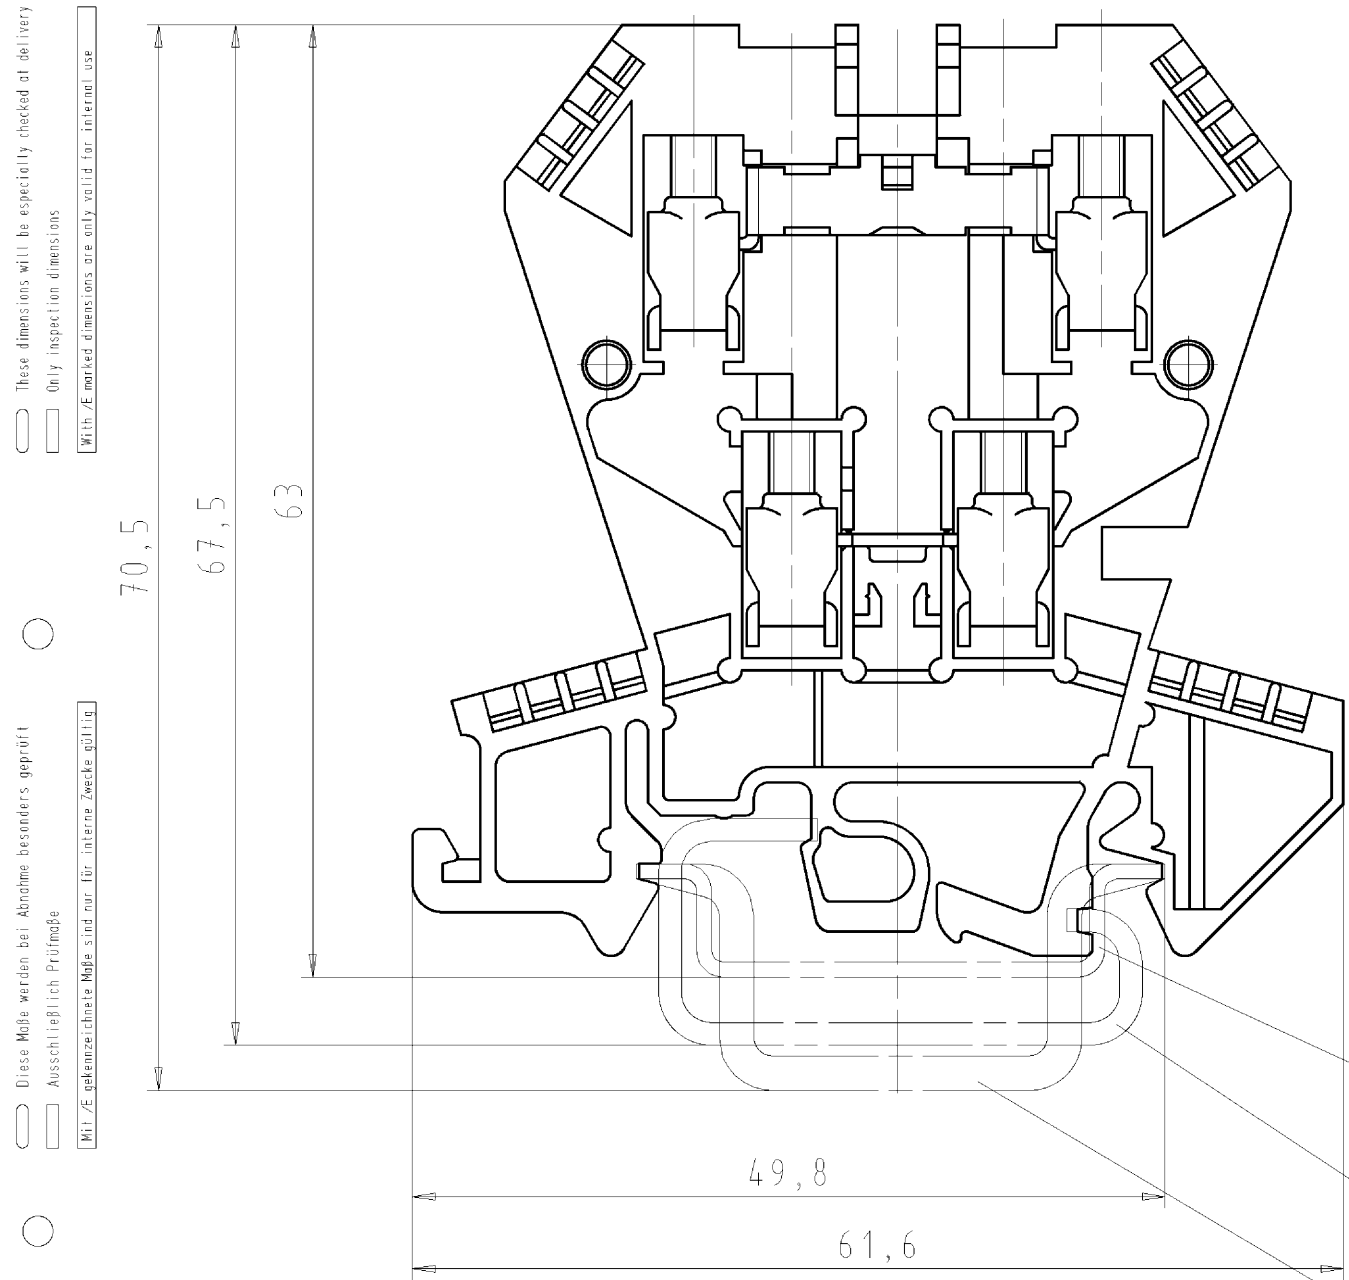 These dimensions will be especially checked at delivery
Only inspection dimensions
With /E marked dimensions are only valid for internal use
Diese Maße werden bei Abnahme besonders geprüft
Ausschließlich Prüfmaße
Mit /E gekennzeichnete Maße sind nur für interne Zwecke gültig
70,5
67,5
63
49,8
61,6